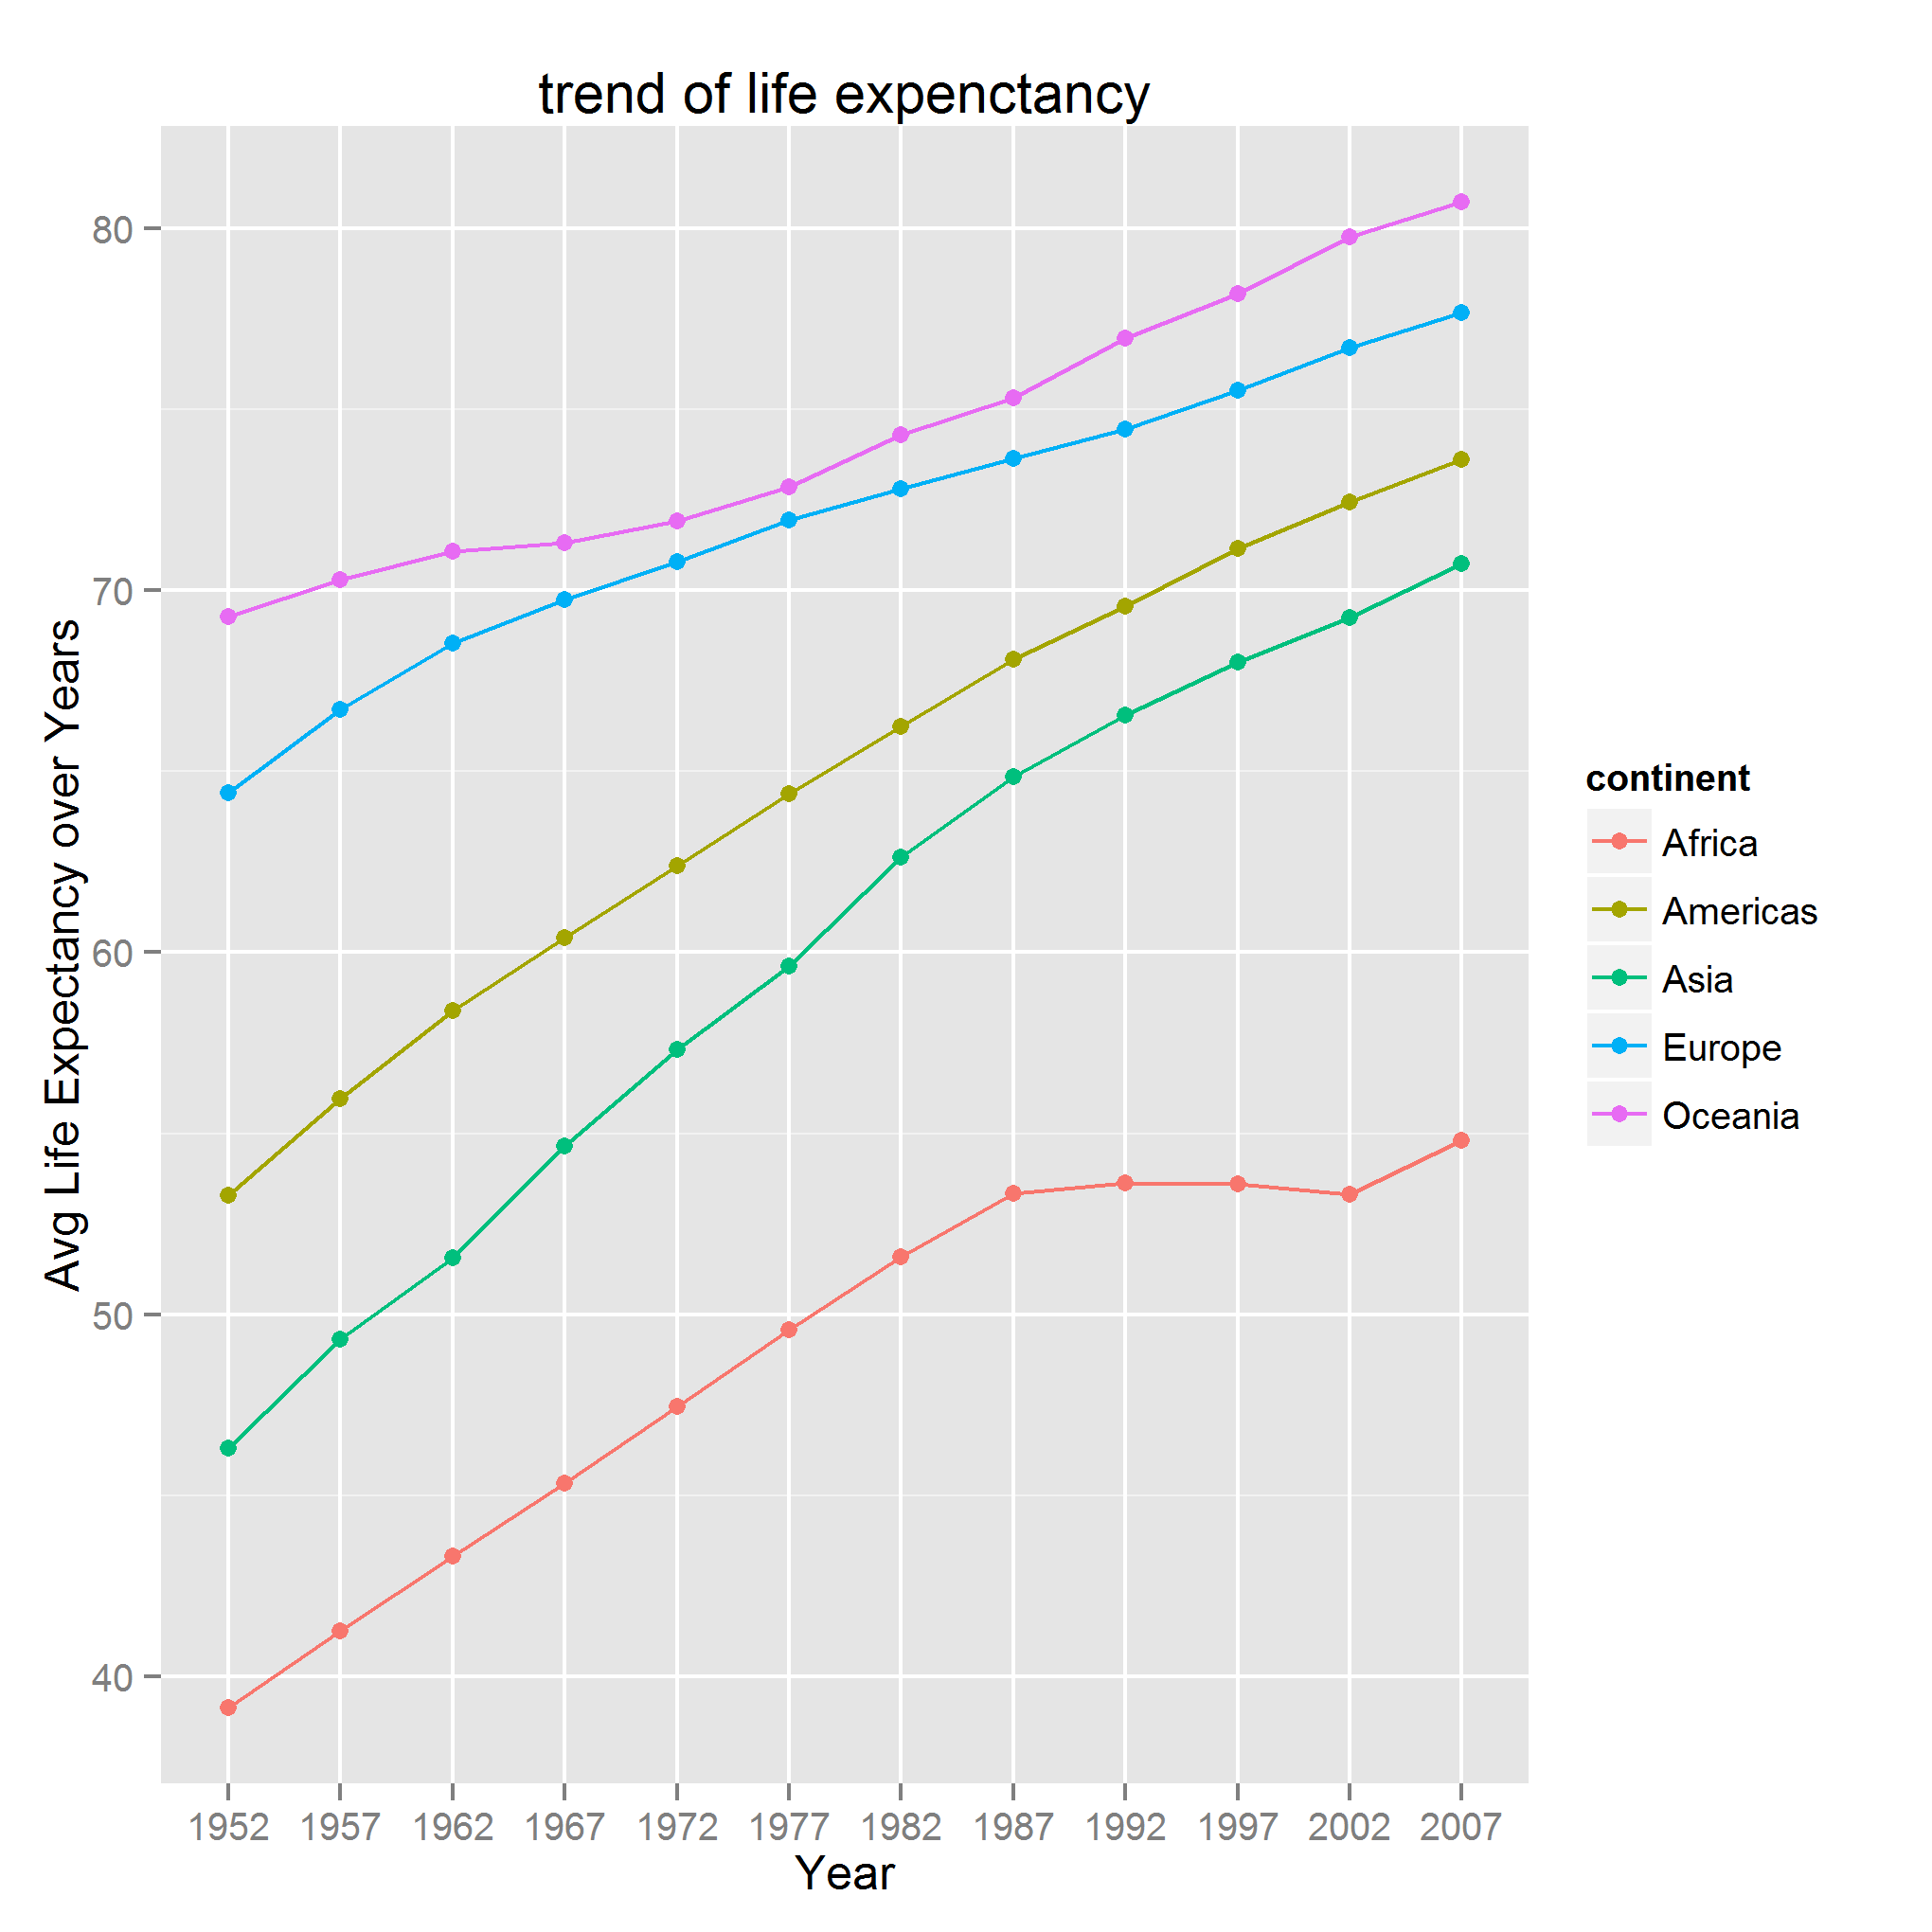 trend of life expenctancy
Avg Life Expectancy over Years
80
70
60
50
40
1952 1957 1962 1967 1972 1977 1982 1987 1992 1997 2002 2007
Year
continent
Africa
Americas
Asia
Europe
Oceania